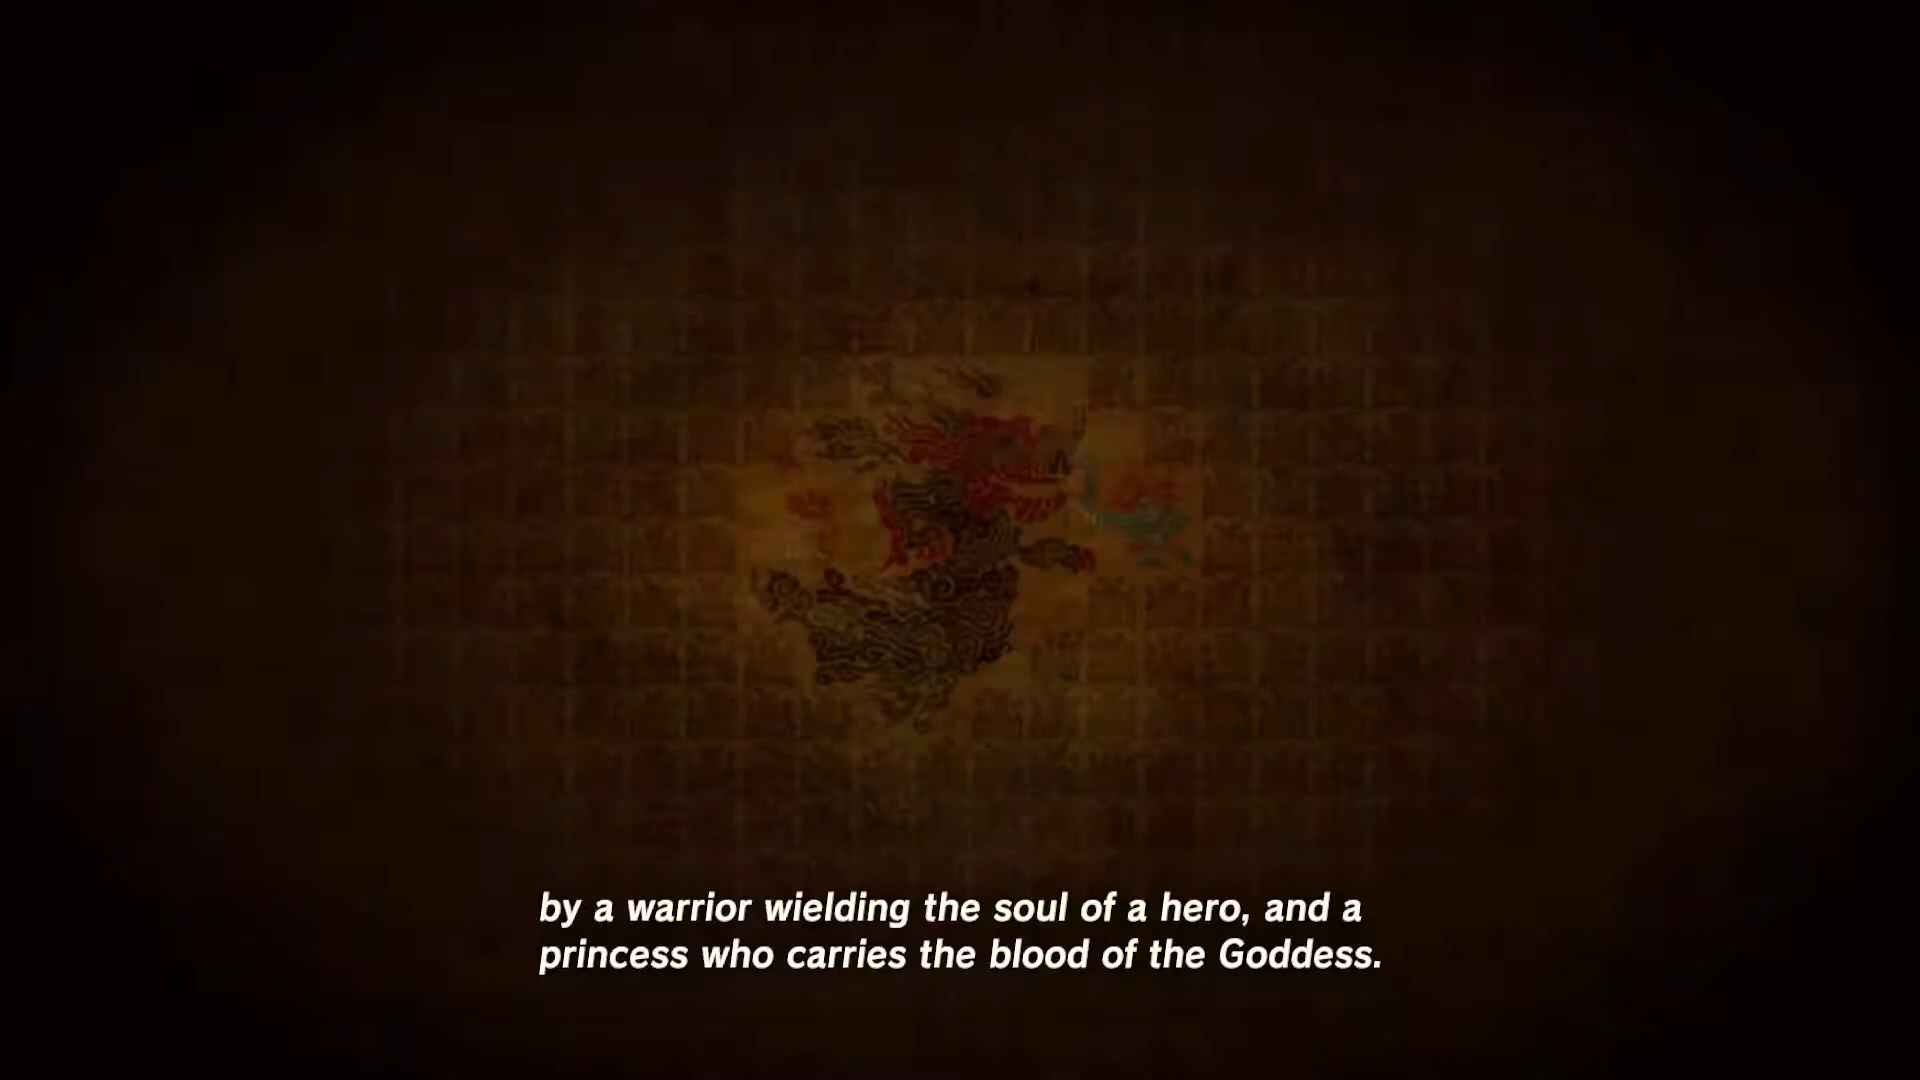 by a warrior wielding the soul of a hero, and a
princess who carries the blood of the Goddess.